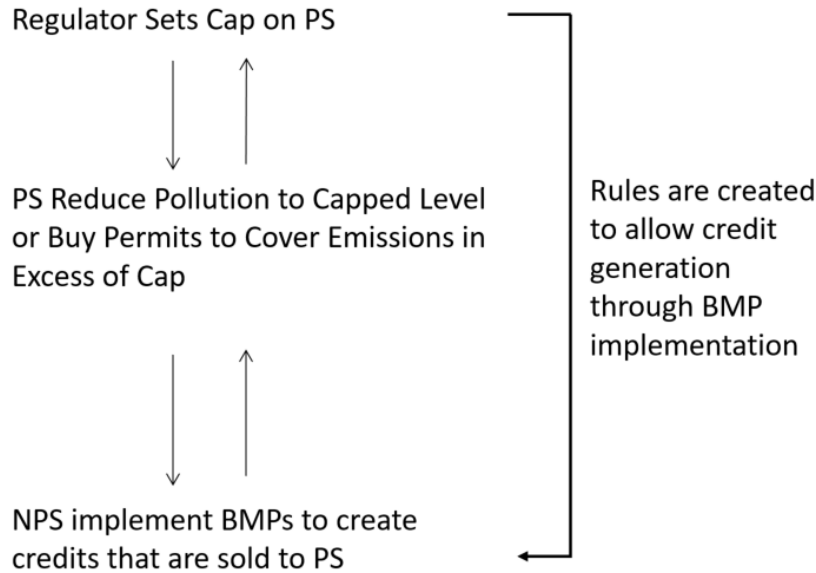 Regulator Sets Cap on PS
PS Reduce Pollution to Capped Level
or Buy Permits to Cover Emissions in
Excess of Cap
NPS implement BMPs to create
credits that are sold to PS
Rules are created
to allow credit
generation
through BMP
implementation